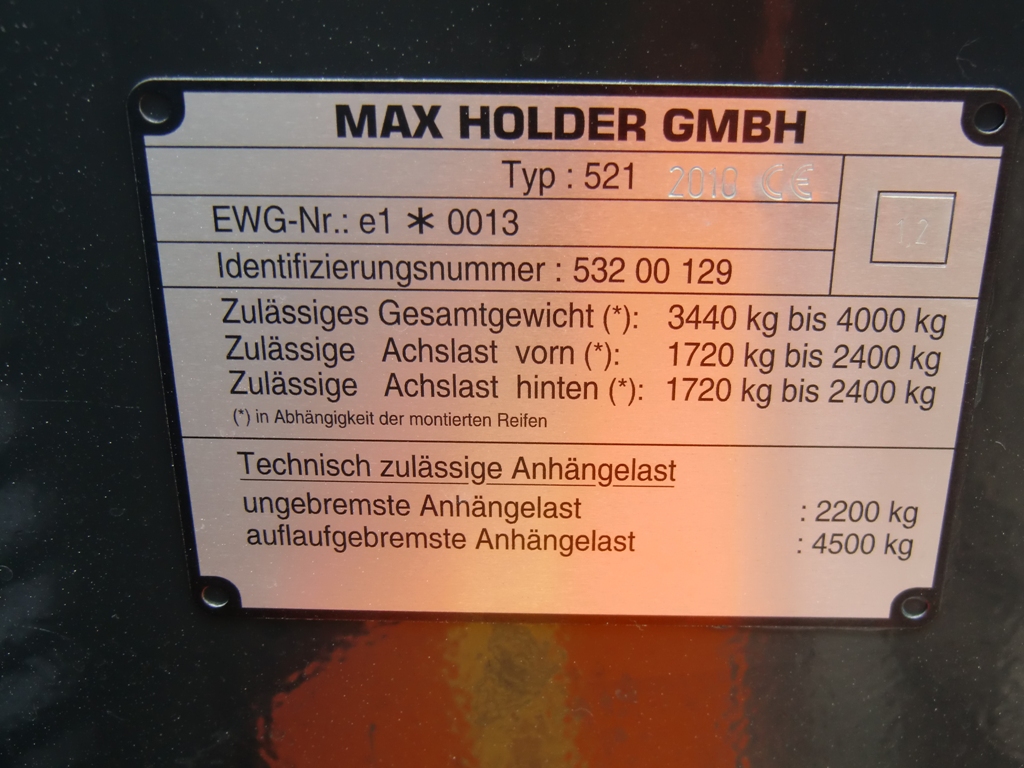 MAX HOLDER GMBH
Typ : 521 2010 CE
1.2
EWG-Nr.: e1 * 0013
Identifizierungsnummer : 532 00 129
Zulässiges Gesamtgewicht (*): 3440 kg bis 4000 kg
Zulässige Achslast vorn (*): 1720 kg bis 2400 kg
Zulässige Achslast hinten (*): 1720 kg bis 2400 kg
(*) in Abhängigkeit der montierten Reifen
Technisch zulässige Anhängelast
ungebremste Anhängelast : 2200 kg
auflaufgebremste Anhängelast : 4500 kg